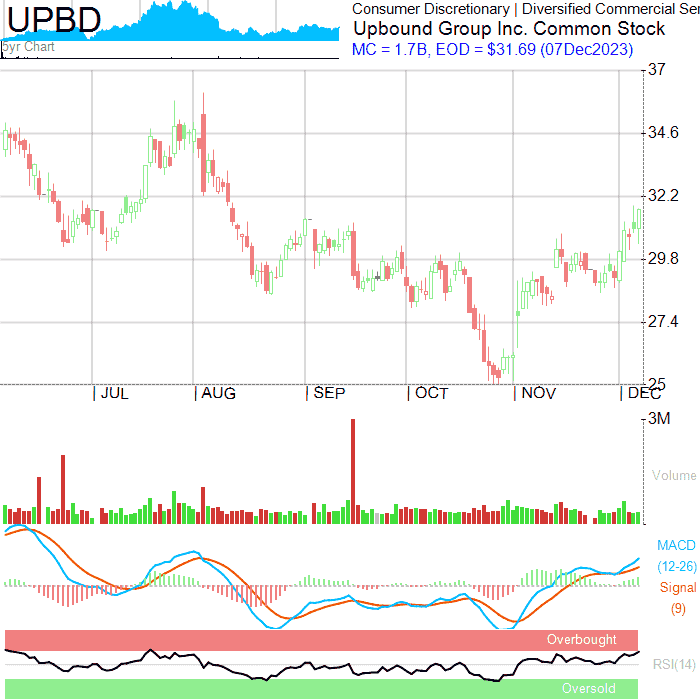 UPBD
5yr Chart
Consumer Discretionary | Diversified Commercial Ser
Upbound Group Inc. Common Stock
MC = 1.7B, EOD = $31.69 (07Dec2023)
37
34.6
32.2
29.8
27.4
25
JUL
AUG
SEP
OCT
NOV
DEC
3M
Volume
MACD
(12-26)
Signal
(9)
Overbought
RSI(14)
Oversold